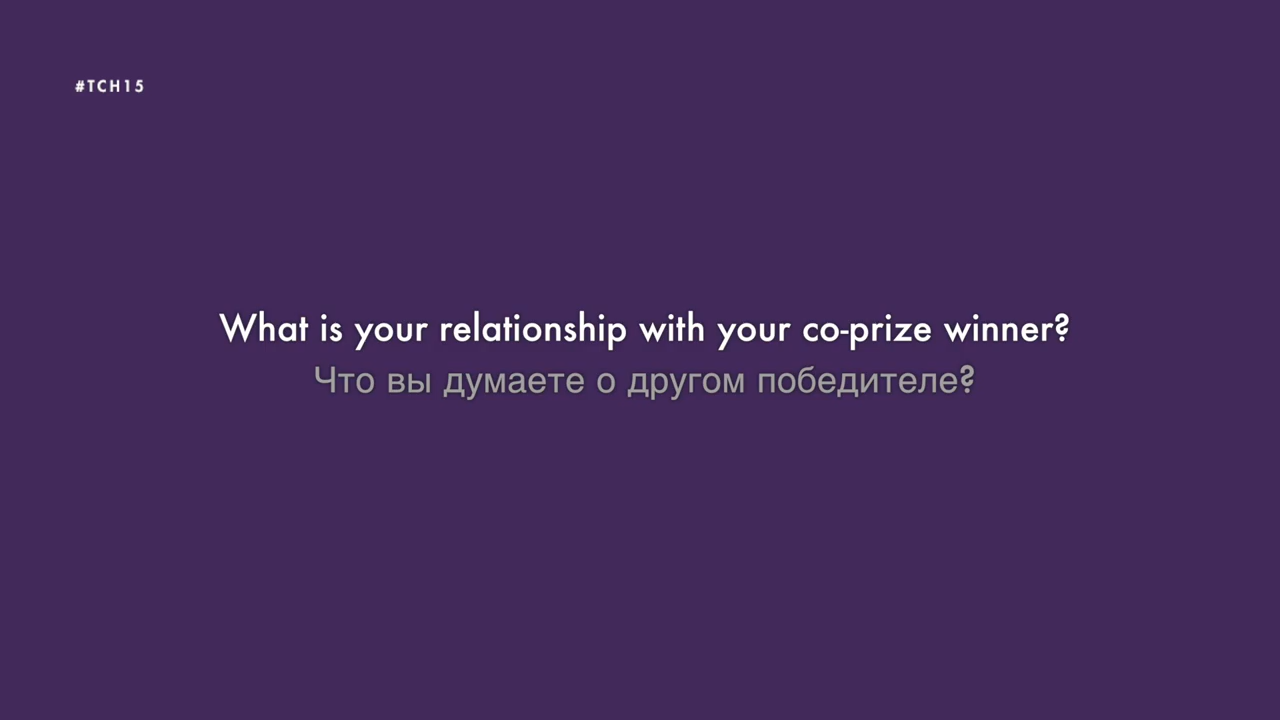 #TCH15
What is your relationship with your co-prize winner?
Что вы думаете о другом победителе?